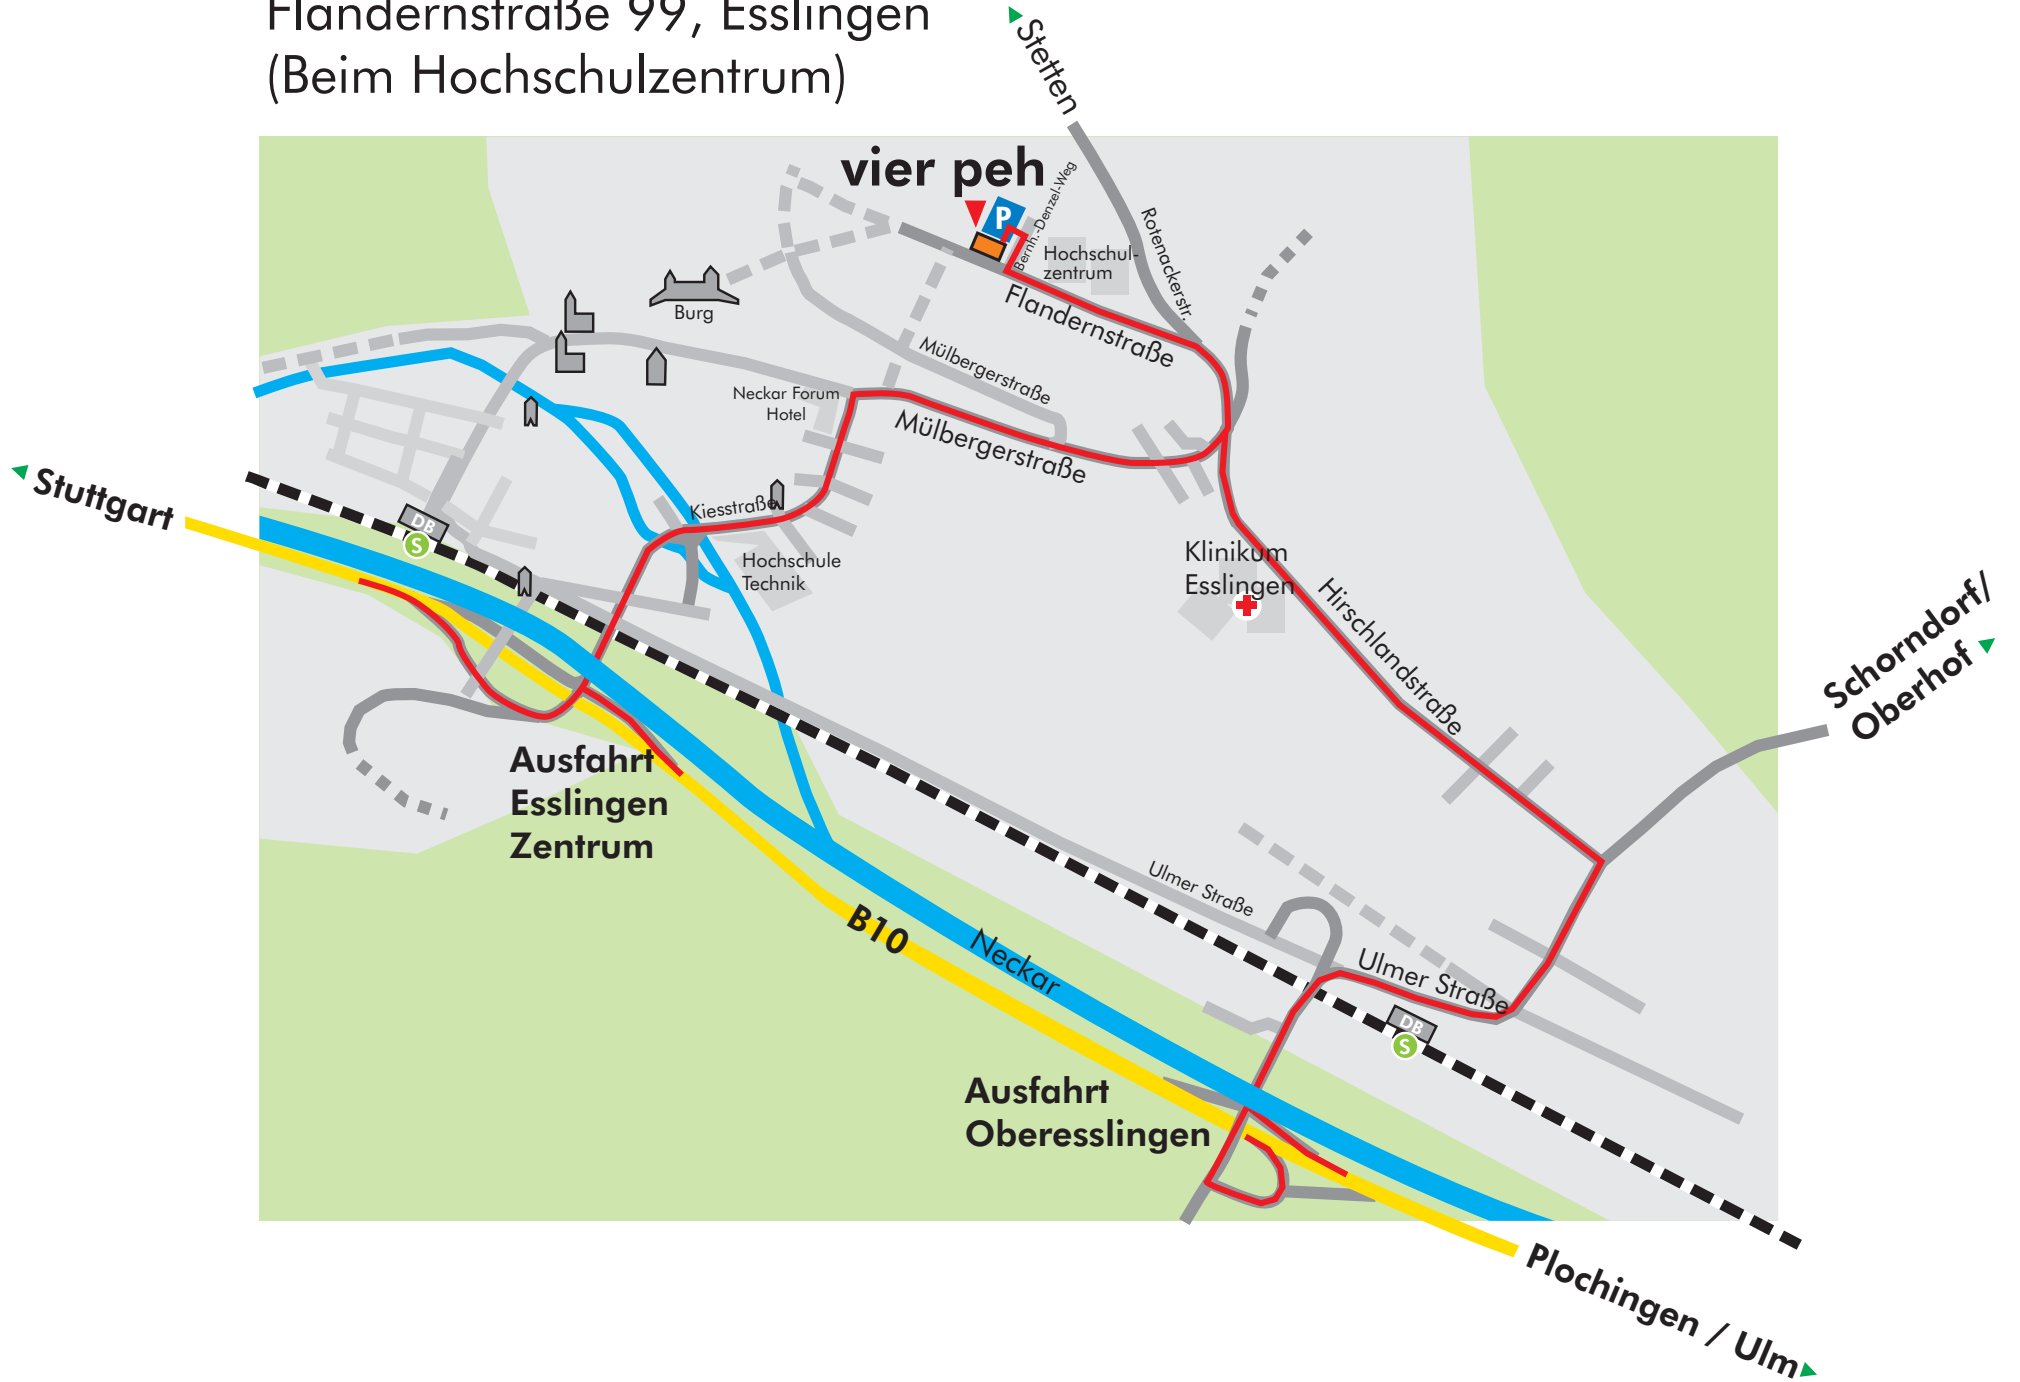 Flandernstraße 99, Esslingen
(Beim Hochschulzentrum)
Stetten
vier peh
P
Bernh.-Denzel-Weg
Rotenackerstr.
Hochschul-
zentrum
Flandernstraße
Burg
Mülbergerstraße
Neckar Forum
Hotel
Mülbergerstraße
Stuttgart
Kiesstraße
DB
S
Hochschule
Technik
Klinikum
Esslingen
Hirschlandstraße
Schorndorf/
Oberhof
Ausfahrt
Esslingen
Zentrum
Ulmer Straße
B10
Neckar
Ulmer Straße
DB
S
Ausfahrt
Oberesslingen
Plochingen / Ulm